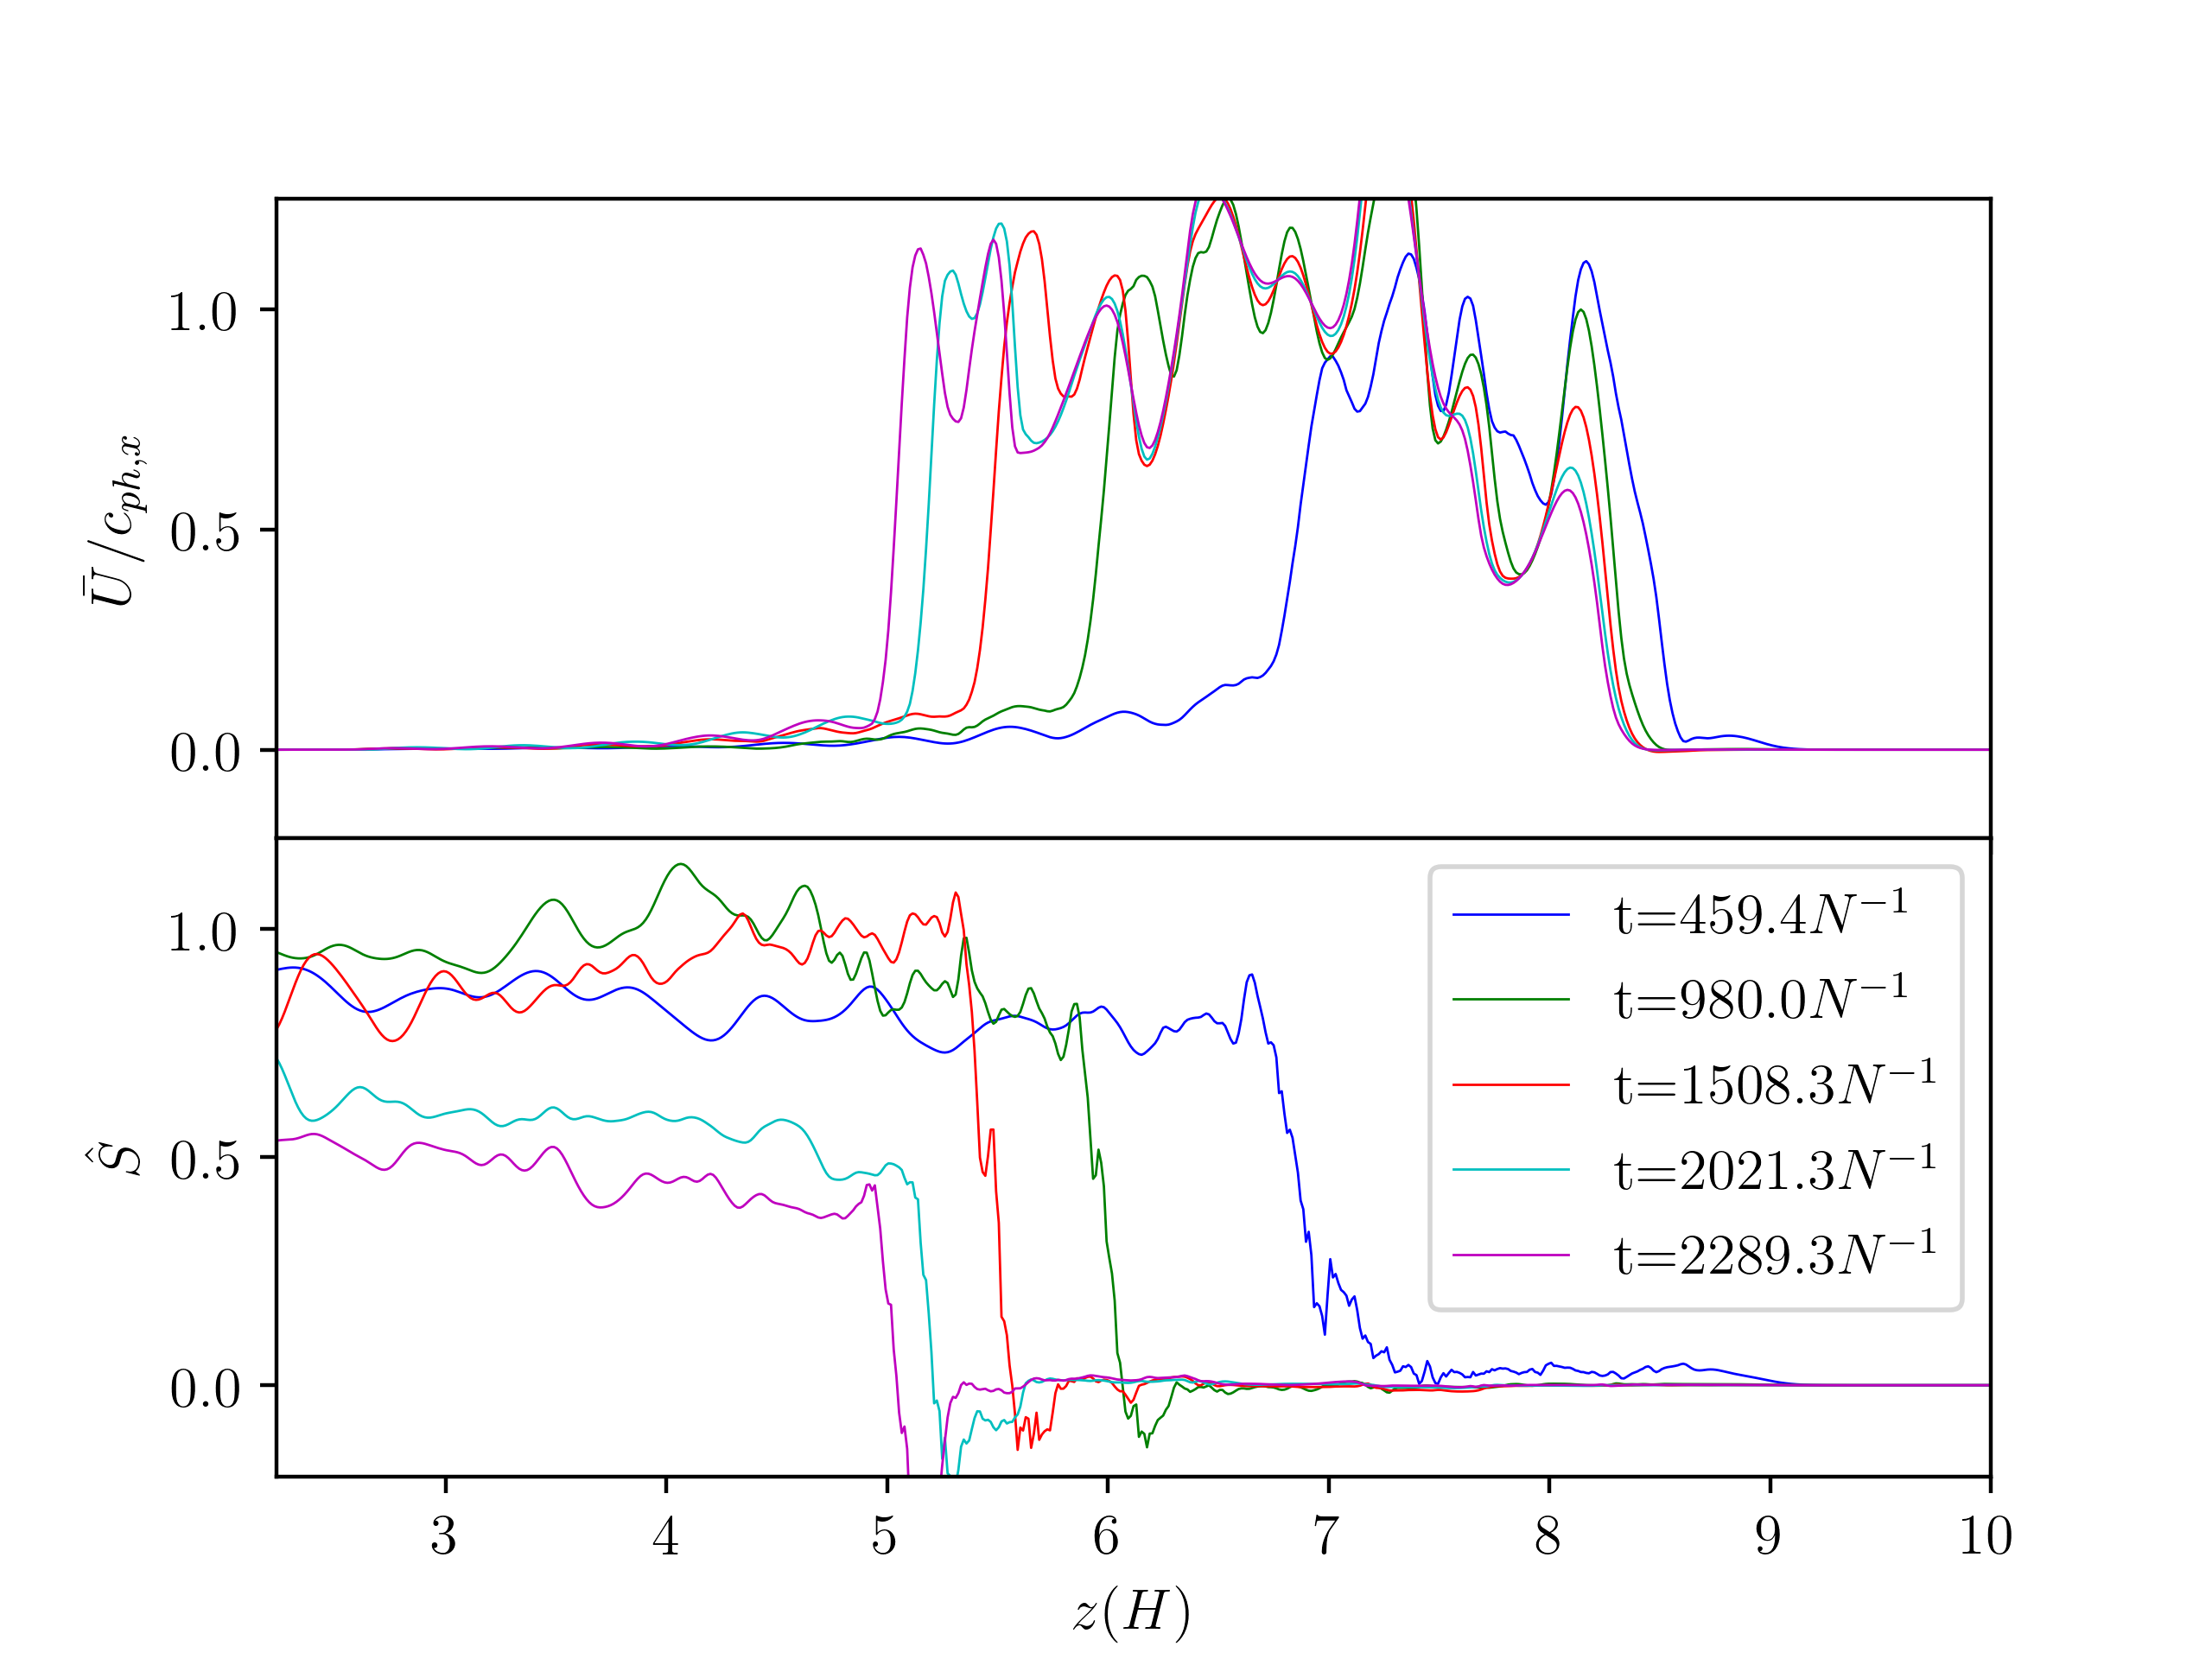 1.0
0.5
0.0
Ū/c_{ph,x}
1.0
0.5
0.0
Ŝ
t=459.4N⁻¹
t=980.0N⁻¹
t=1508.3N⁻¹
t=2021.3N⁻¹
t=2289.3N⁻¹
3 4 5 6 7 8 9 10
z(H)